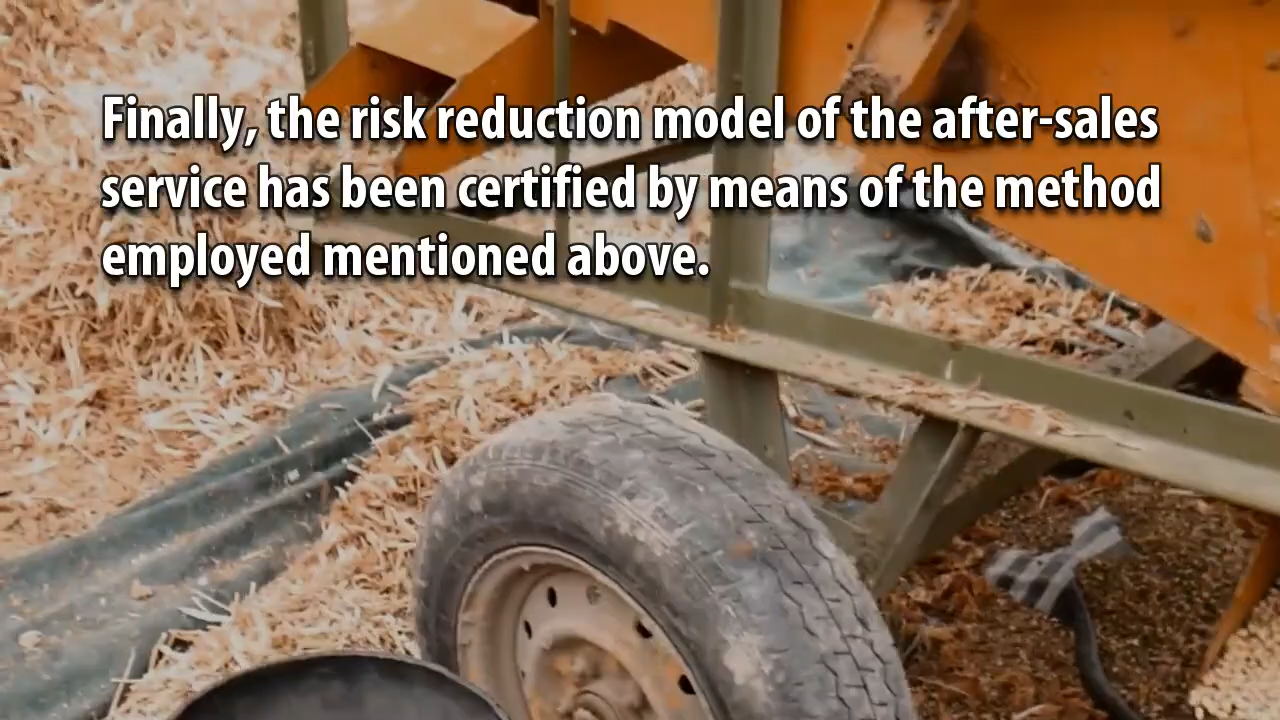 Finally, the risk reduction model of the after-sales
service has been certified by means of the method
employed mentioned above.